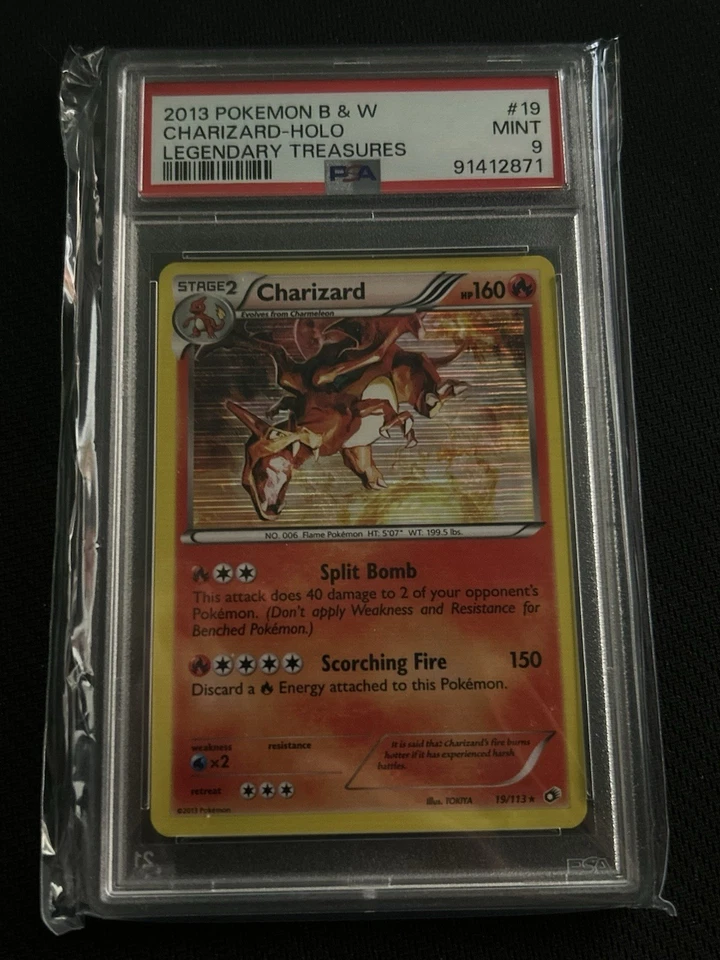 2013 POKEMON B & W #19
CHARIZARD-HOLO MINT
LEGENDARY TREASURES 9
PSA 91412871
STAGE2 Charizard HP160
Evolves from Charmeleon
NO. 006 Flame Pokémon HT: 5'07" WT: 199.5 lbs.
Split Bomb
This attack does 40 damage to 2 of your opponent's
Pokémon. (Don't apply Weakness and Resistance for
Benched Pokémon.)
Scorching Fire 150
Discard a Energy attached to this Pokémon.
weakness resistance
×2
It is said that Charizard's fire burns
hotter if it has experienced harsh
battles.
retreat
illus. TOKIYA 19/113 ★
©2013 Pokémon
21 PSA